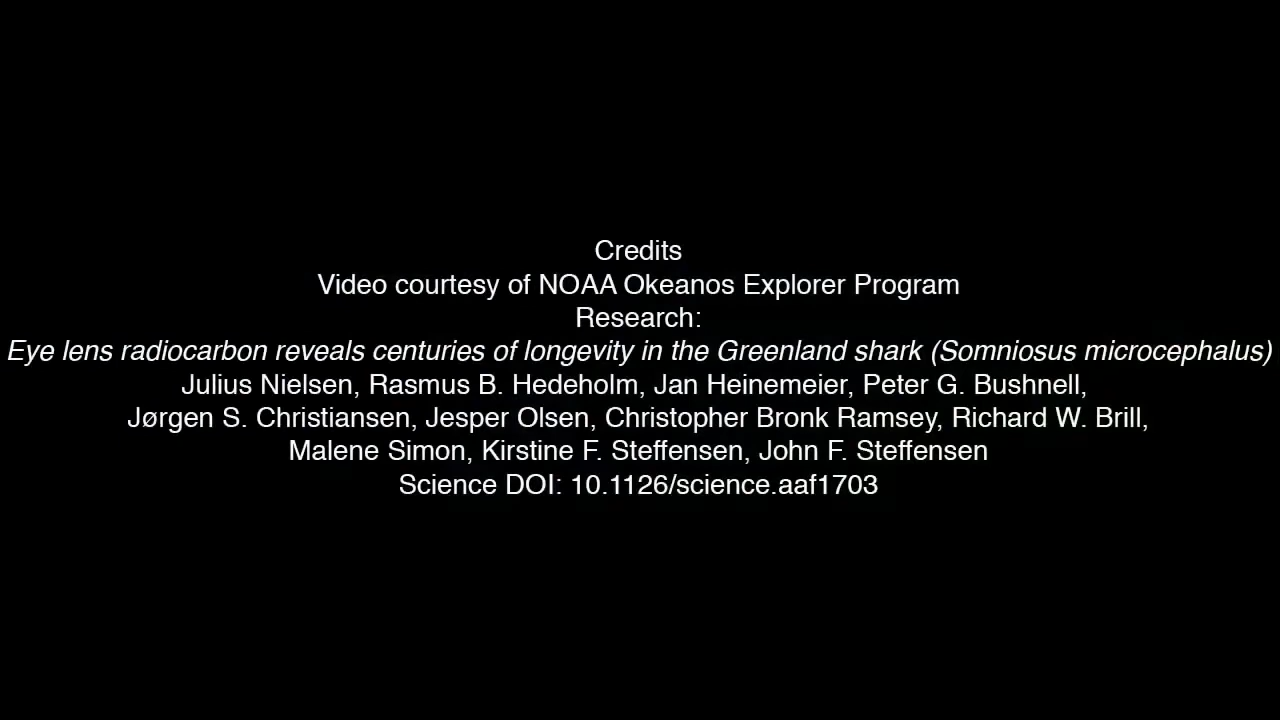 Credits
Video courtesy of NOAA Okeanos Explorer Program
Research:
Eye lens radiocarbon reveals centuries of longevity in the Greenland shark (Somniosus microcephalus)
Julius Nielsen, Rasmus B. Hedeholm, Jan Heinemeier, Peter G. Bushnell,
Jørgen S. Christiansen, Jesper Olsen, Christopher Bronk Ramsey, Richard W. Brill,
Malene Simon, Kirstine F. Steffensen, John F. Steffensen
Science DOI: 10.1126/science.aaf1703